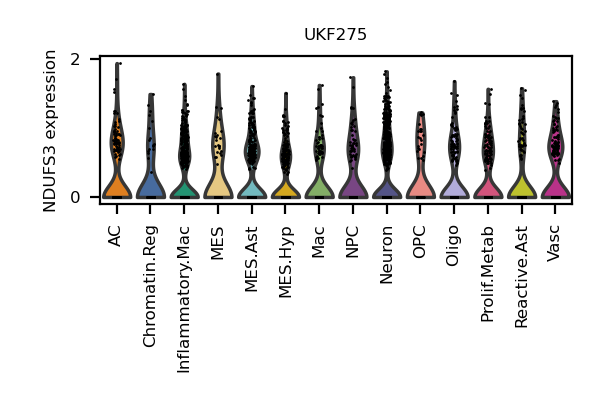 UKF275
NDUFS3 expression
2
0
AC
Chromatin.Reg
Inflammatory.Mac
MES
MES.Ast
MES.Hyp
Mac
NPC
Neuron
OPC
Oligo
Prolif.Metab
Reactive.Ast
Vasc